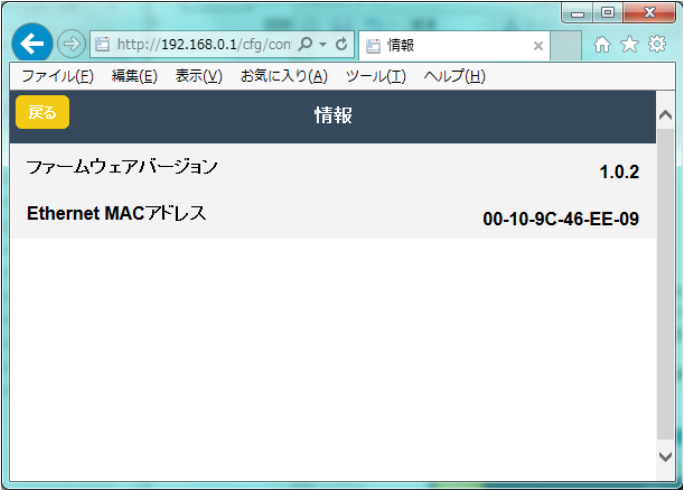 http://192.168.0.1/cfg/con
情報
ファイル(F) 編集(E) 表示(V) お気に入り(A) ツール(T) ヘルプ(H)
戻る
情報
ファームウェアバージョン
1.0.2
Ethernet MACアドレス
00-10-9C-46-EE-09